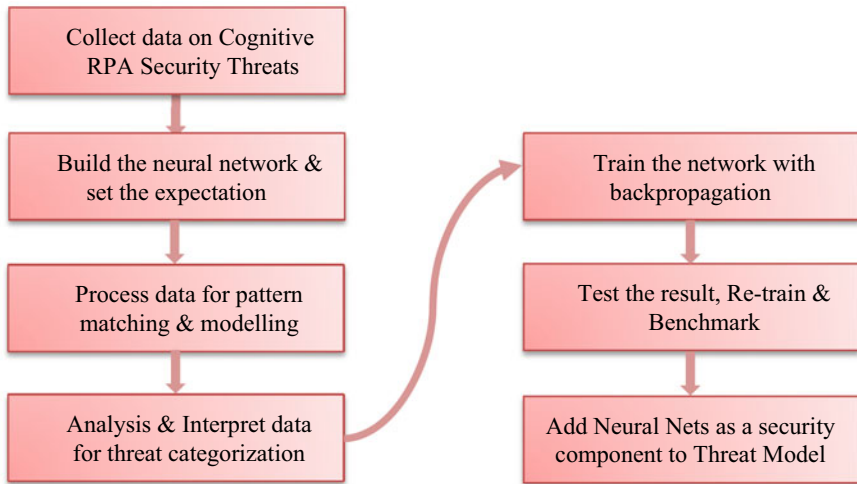 Collect data on Cognitive
RPA Security Threats
Build the neural network &
set the expectation
Process data for pattern
matching & modelling
Analysis & Interpret data
for threat categorization
Train the network with
backpropagation
Test the result, Re-train &
Benchmark
Add Neural Nets as a security
component to Threat Model